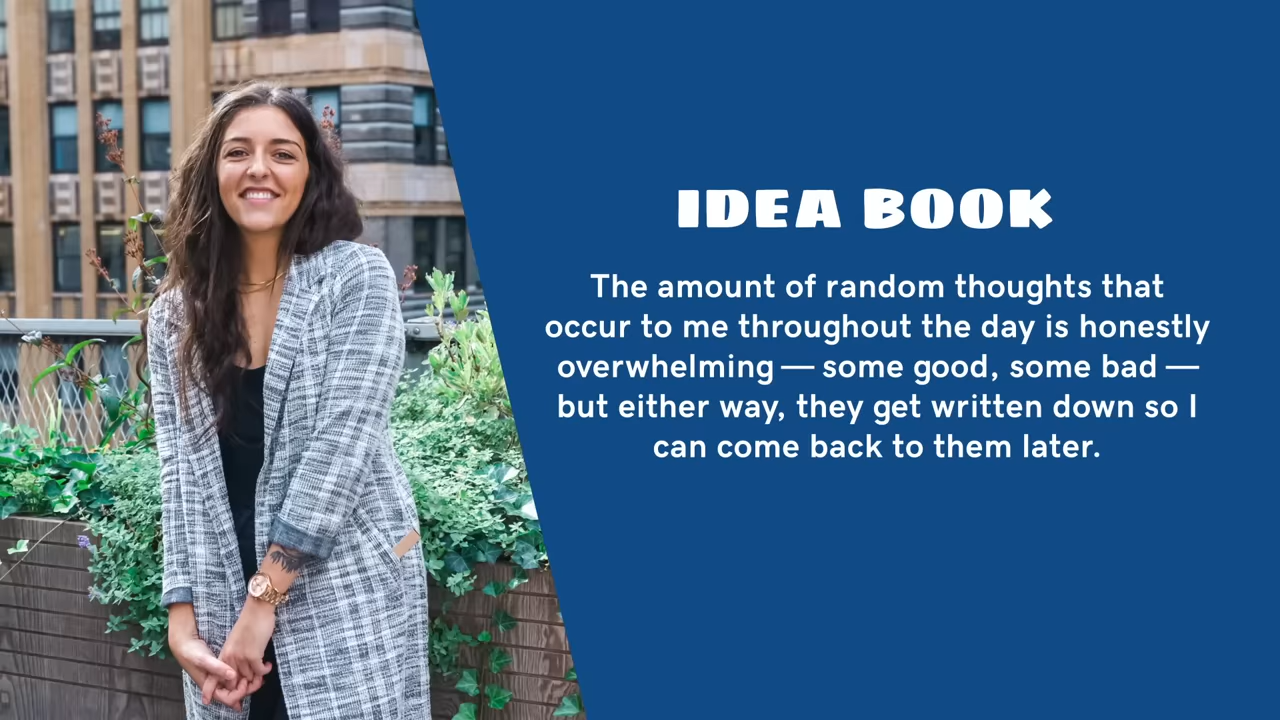 IDEA BOOK
The amount of random thoughts that
occur to me throughout the day is honestly
overwhelming — some good, some bad —
but either way, they get written down so I
can come back to them later.